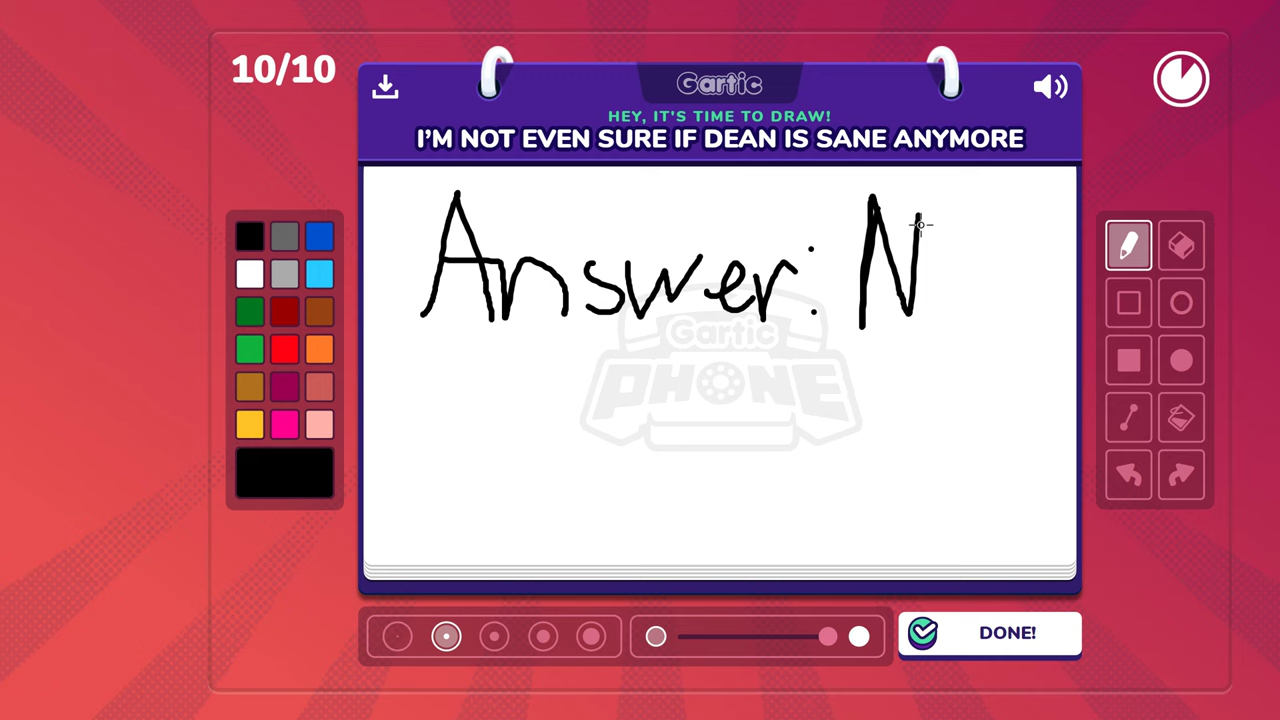 10/10
Gartic
HEY, IT'S TIME TO DRAW!
I'M NOT EVEN SURE IF DEAN IS SANE ANYMORE
Answer: N
Gartic
PHONE
DONE!